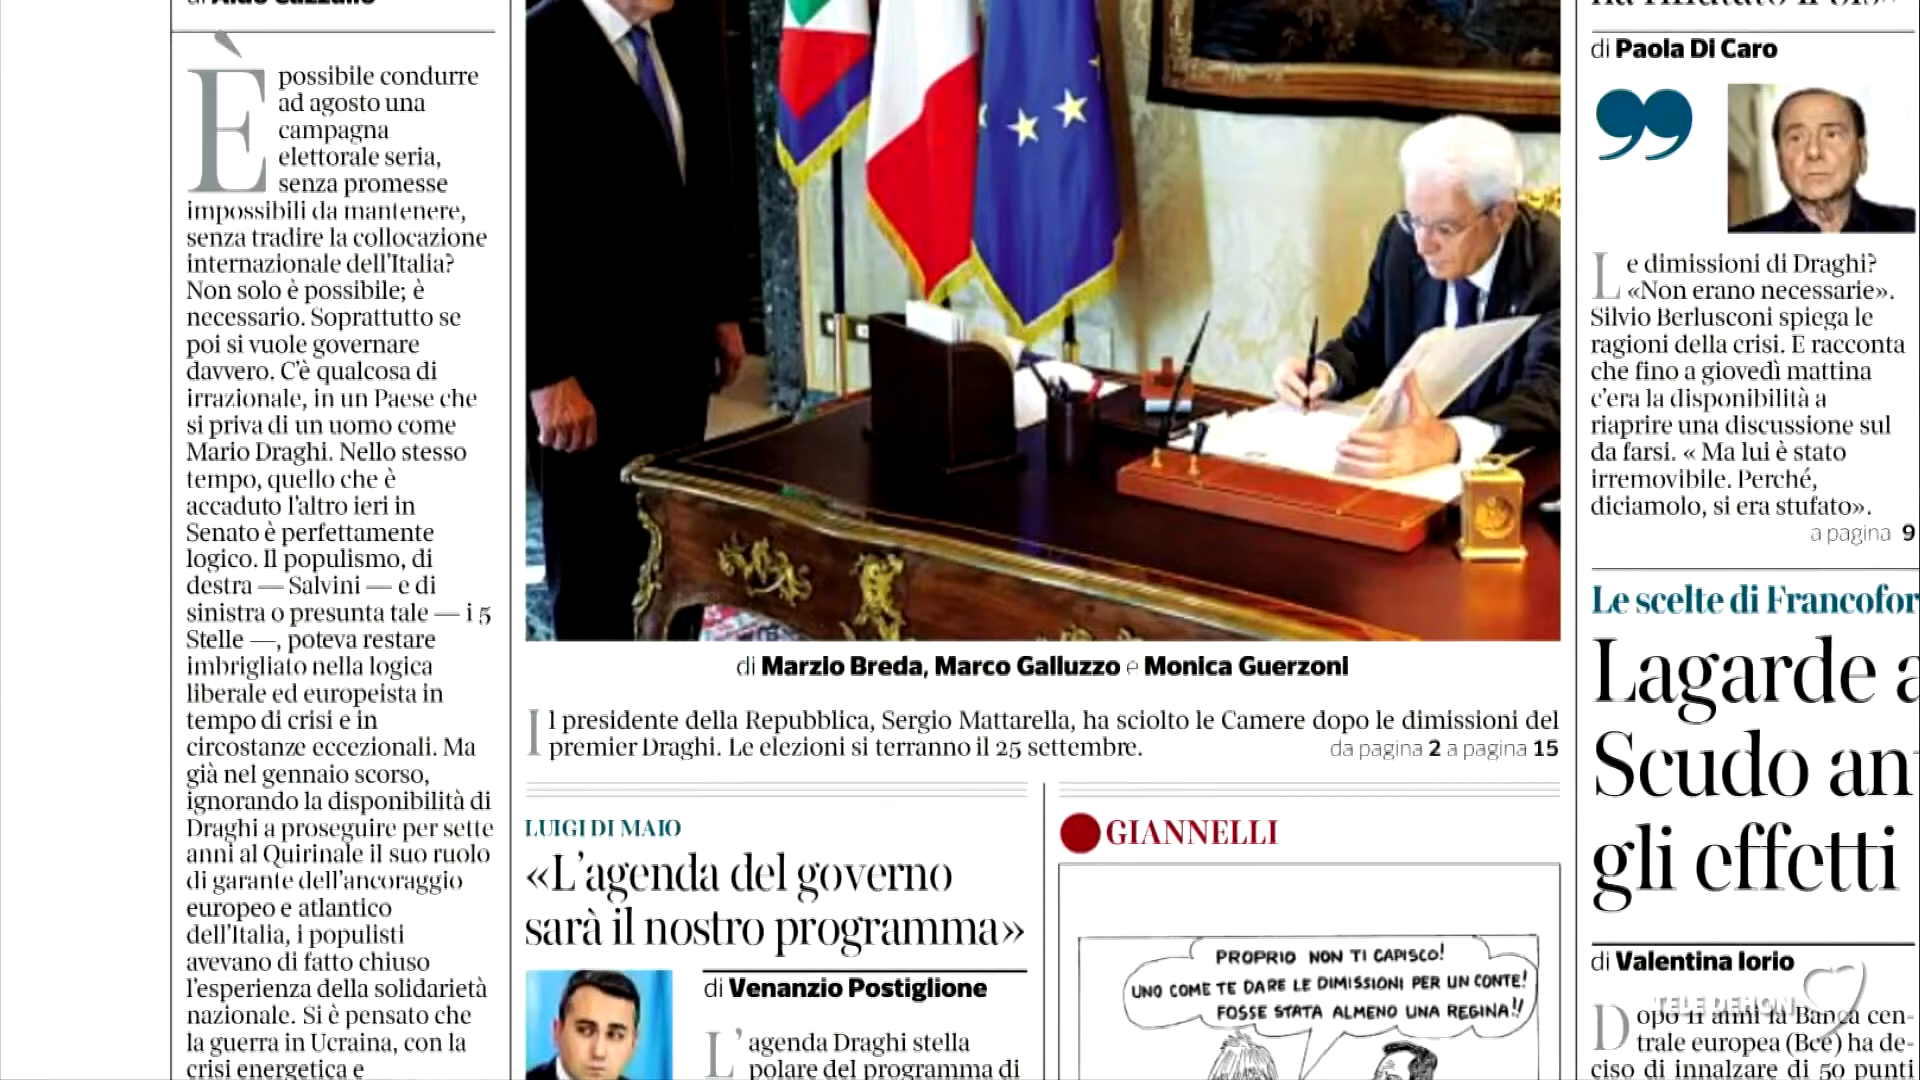 di Aldo Cazzullo
È possibile condurre
ad agosto una
campagna
elettorale seria,
senza promesse
impossibili da mantenere,
senza tradire la collocazione
internazionale dell'Italia?
Non solo è possibile; è
necessario. Soprattutto se
poi si vuole governare
davvero. C'è qualcosa di
irrazionale, in un Paese che
si priva di un uomo come
Mario Draghi. Nello stesso
tempo, quello che è
accaduto l'altro ieri in
Senato è perfettamente
logico. Il populismo, di
destra — Salvini — e di
sinistra o presunta tale — i 5
Stelle —, poteva restare
imbrigliato nella logica
liberale ed europeista in
tempo di crisi e in
circostanze eccezionali. Ma
già nel gennaio scorso,
ignorando la disponibilità di
Draghi a proseguire per sette
anni al Quirinale il suo ruolo
di garante dell'ancoraggio
europeo e atlantico
dell'Italia, i populisti
avevano di fatto chiuso
l'esperienza della solidarietà
nazionale. Si è pensato che
la guerra in Ucraina, con la
crisi energetica e
di Marzio Breda, Marco Galluzzo e Monica Guerzoni
Il presidente della Repubblica, Sergio Mattarella, ha sciolto le Camere dopo le dimissioni del
premier Draghi. Le elezioni si terranno il 25 settembre. da pagina 2 a pagina 15
LUIGI DI MAIO
«L'agenda del governo
sarà il nostro programma»
di Venanzio Postiglione
L'agenda Draghi stella
polare del programma di
GIANNELLI
PROPRIO NON TI CAPISCO!
UNO COME TE DARE LE DIMISSIONI PER UN CONTE!
FOSSE STATA ALMENO UNA REGINA!!
di Paola Di Caro
Le dimissioni di Draghi?
«Non erano necessarie».
Silvio Berlusconi spiega le
ragioni della crisi. E racconta
che fino a giovedì mattina
c'era la disponibilità a
riaprire una discussione sul
da farsi. « Ma lui è stato
irremovibile. Perché,
diciamolo, si era stufato».
a pagina 9
Le scelte di Francofor
Lagarde a
Scudo an
gli effetti
di Valentina Iorio
Dopo 11 anni la Banca cen-
trale europea (Bce) ha de-
ciso di innalzare di 50 punti
TELE DEHON